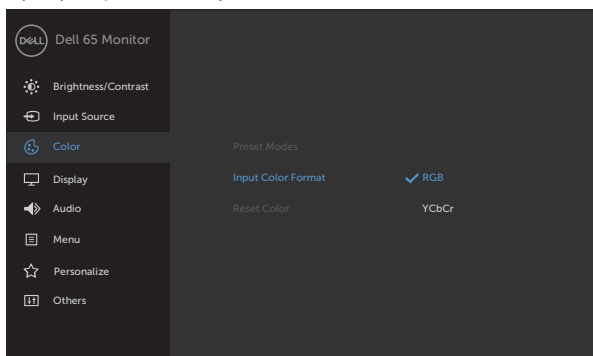 DELL
Dell 65 Monitor
Brightness/Contrast
Input Source
Color
Preset Modes
Display
Input Color Format
RGB
Audio
Reset Color
YCbCr
Menu
Personalize
Others